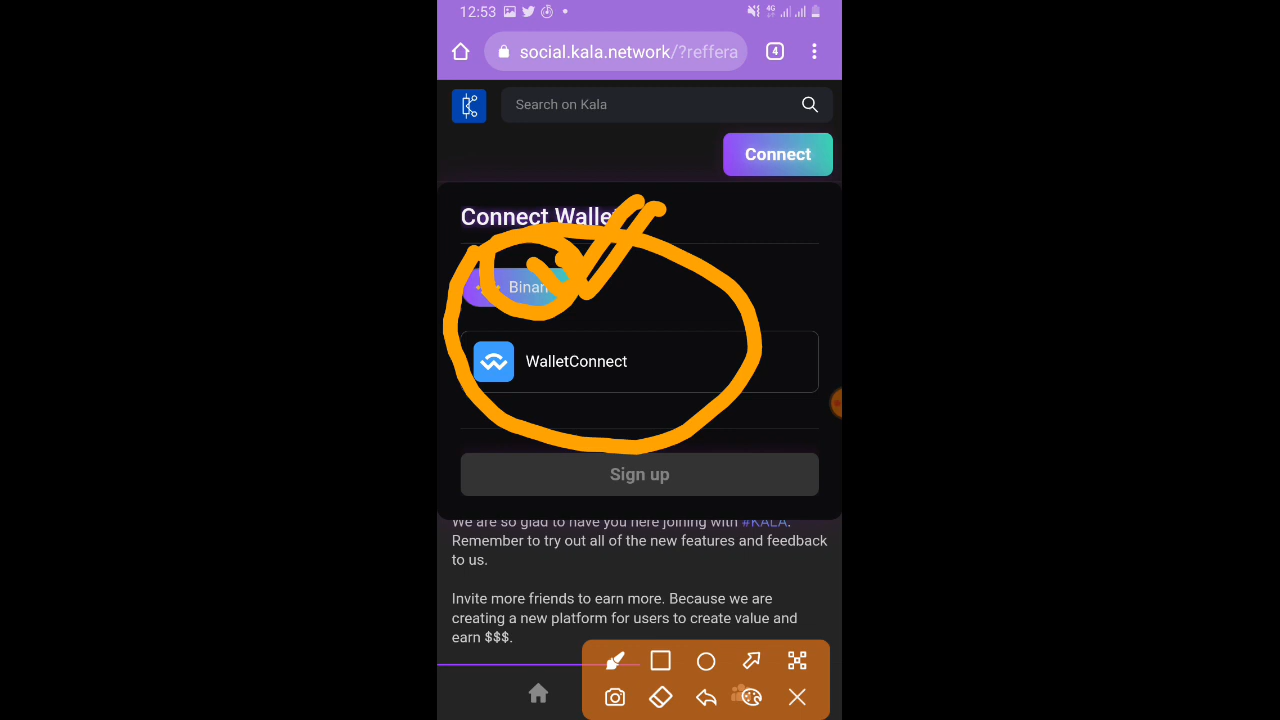 12:53
4G
social.kala.network/?reffera
4
Search on Kala
Connect
Connect Wallet
WalletConnect
Sign up
We are so glad to have you here joining with #KALA.
Remember to try out all of the new features and feedback
to us.
Invite more friends to earn more. Because we are
creating a new platform for users to create value and
earn $$$.